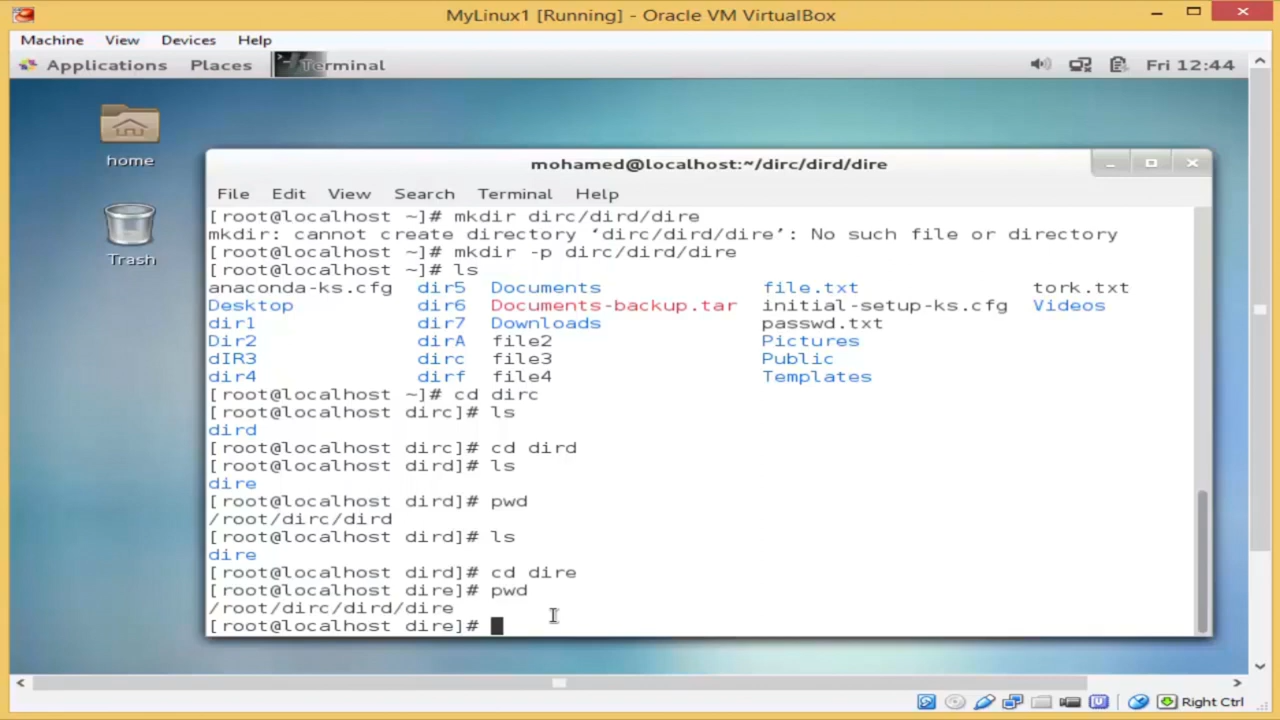 MyLinux1 [Running] - Oracle VM VirtualBox
Machine View Devices Help
Applications Places Terminal Fri 12:44
home
Trash
mohamed@localhost:~/dirc/dird/dire
File Edit View Search Terminal Help
[root@localhost ~]# mkdir dirc/dird/dire
mkdir: cannot create directory ‘dirc/dird/dire’: No such file or directory
[root@localhost ~]# mkdir -p dirc/dird/dire
[root@localhost ~]# ls
anaconda-ks.cfg dir5 Documents file.txt tork.txt
Desktop dir6 Documents-backup.tar initial-setup-ks.cfg Videos
dir1 dir7 Downloads passwd.txt
Dir2 dirA file2 Pictures
dIR3 dirc file3 Public
dir4 dirf file4 Templates
[root@localhost ~]# cd dirc
[root@localhost dirc]# ls
dird
[root@localhost dirc]# cd dird
[root@localhost dird]# ls
dire
[root@localhost dird]# pwd
/root/dirc/dird
[root@localhost dird]# ls
dire
[root@localhost dird]# cd dire
[root@localhost dire]# pwd
/root/dirc/dird/dire
[root@localhost dire]#
Right Ctrl